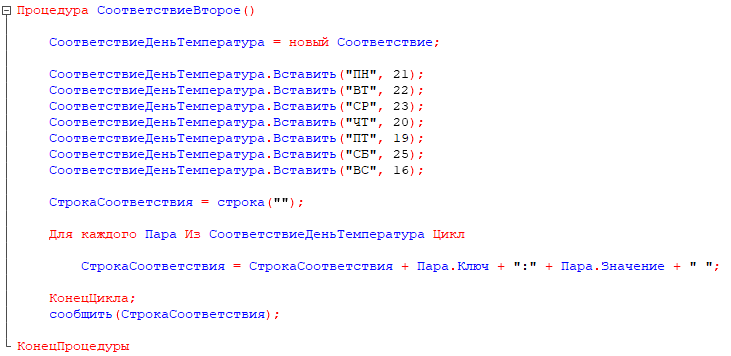 Процедура СоответствиеВторое()
СоответствиеДеньТемпература = новый Соответствие;
СоответствиеДеньТемпература.Вставить("ПН", 21);
СоответствиеДеньТемпература.Вставить("ВТ", 22);
СоответствиеДеньТемпература.Вставить("СР", 23);
СоответствиеДеньТемпература.Вставить("ЧТ", 20);
СоответствиеДеньТемпература.Вставить("ПТ", 19);
СоответствиеДеньТемпература.Вставить("СБ", 25);
СоответствиеДеньТемпература.Вставить("ВС", 16);
СтрокаСоответствия = строка("");
Для каждого Пара Из СоответствиеДеньТемпература Цикл
СтрокаСоответствия = СтрокаСоответствия + Пара.Ключ + ":" + Пара.Значение + " ";
КонецЦикла;
сообщить(СтрокаСоответствия);
КонецПроцедуры